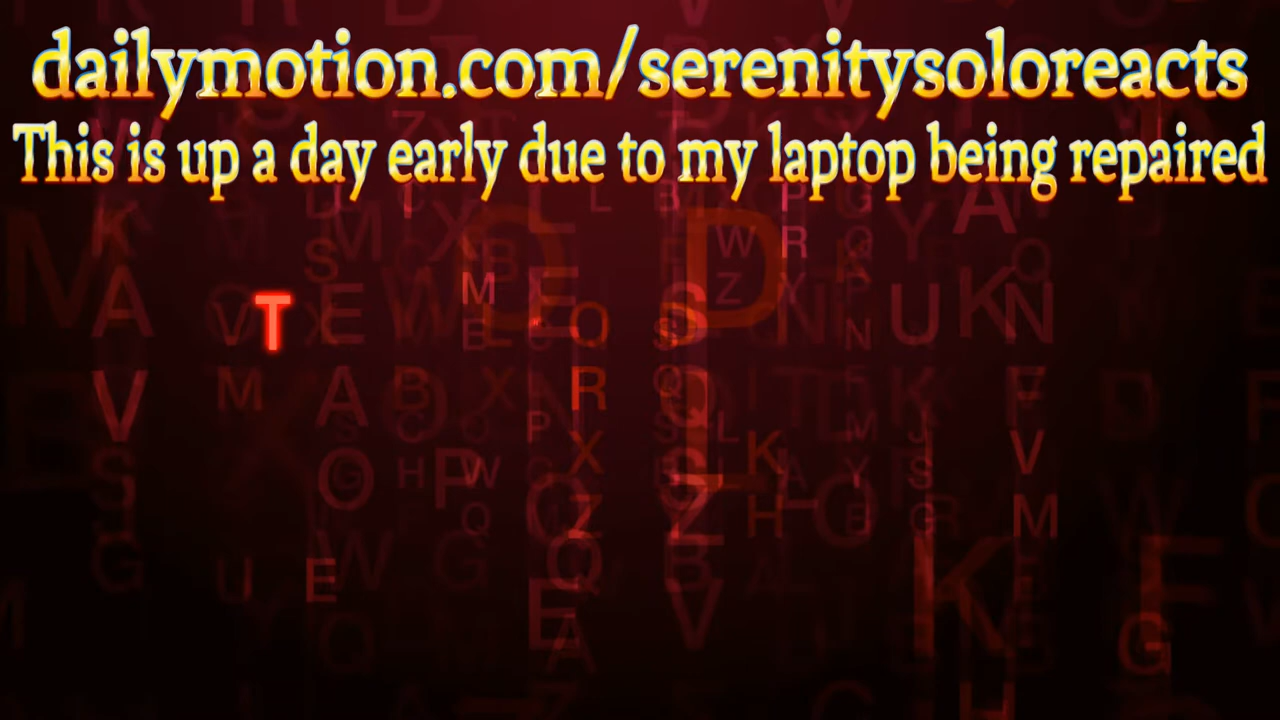 dailymotion.com/serenitysoloreacts
This is up a day early due to my laptop being repaired